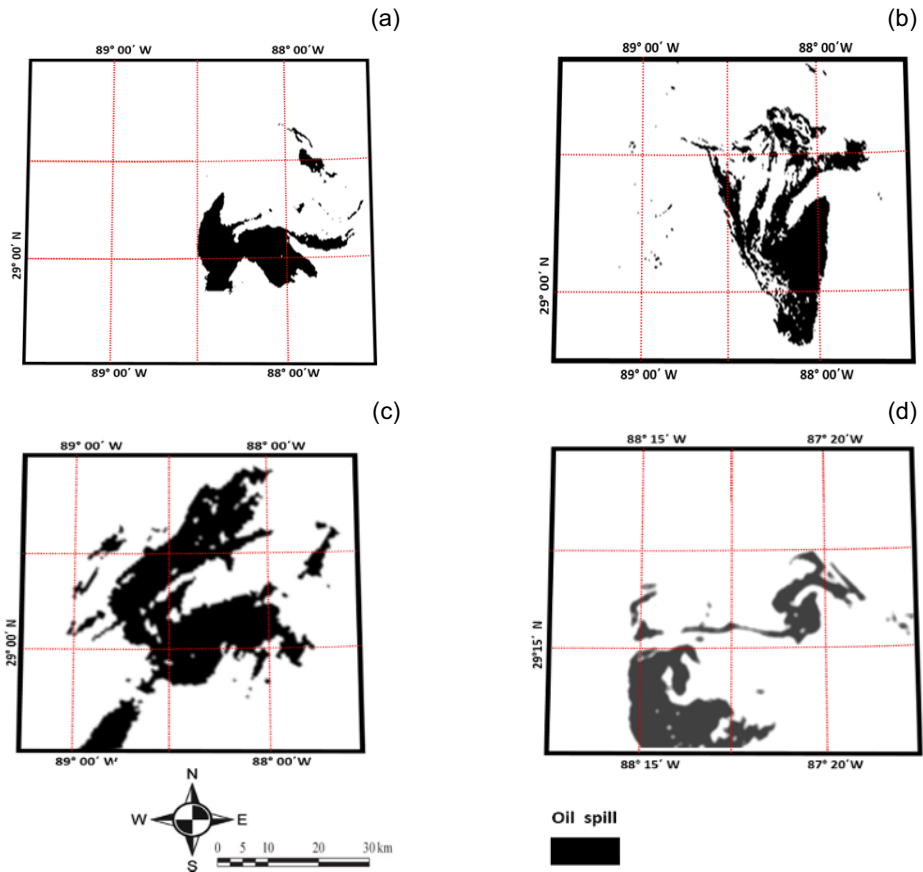 (a)
89° 00′ W 88° 00′ W
29° 00′ N
89° 00′ W 88° 00′ W
(b)
89° 00′ W 88° 00′ W
29° 00′ N
89° 00′ W 88° 00′ W
(c)
89° 00′ W 88° 00′ W
29° 00′ N
89° 00′ W 88° 00′ W
(d)
88° 15′ W 87° 20′ W
29°15′ N
88° 15′ W 87° 20′ W
N
W E
S
0 5 10 20 30 km
Oil spill